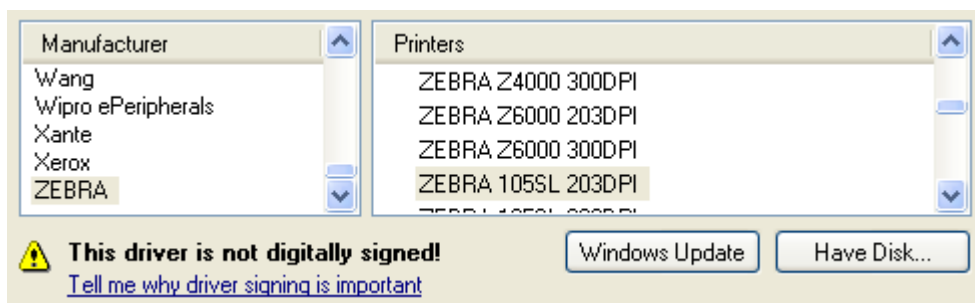 Manufacturer
Wang
Wipro ePeripherals
Xante
Xerox
ZEBRA
Printers
ZEBRA Z4000 300DPI
ZEBRA Z6000 203DPI
ZEBRA Z6000 300DPI
ZEBRA 105SL 203DPI
This driver is not digitally signed!
Tell me why driver signing is important
Windows Update
Have Disk...